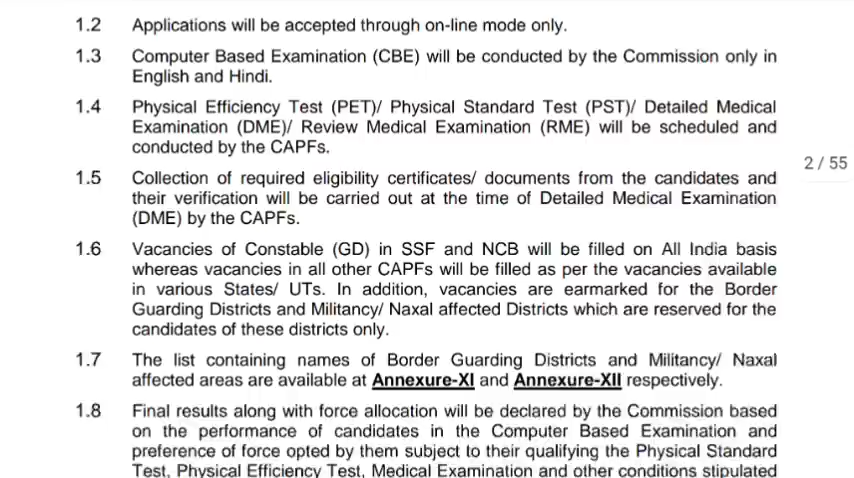 1.2 Applications will be accepted through on-line mode only.
1.3 Computer Based Examination (CBE) will be conducted by the Commission only in
English and Hindi.
1.4 Physical Efficiency Test (PET)/ Physical Standard Test (PST)/ Detailed Medical
Examination (DME)/ Review Medical Examination (RME) will be scheduled and
conducted by the CAPFs.
2 / 55
1.5 Collection of required eligibility certificates/ documents from the candidates and
their verification will be carried out at the time of Detailed Medical Examination
(DME) by the CAPFs.
1.6 Vacancies of Constable (GD) in SSF and NCB will be filled on All India basis
whereas vacancies in all other CAPFs will be filled as per the vacancies available
in various States/ UTs. In addition, vacancies are earmarked for the Border
Guarding Districts and Militancy/ Naxal affected Districts which are reserved for the
candidates of these districts only.
1.7 The list containing names of Border Guarding Districts and Militancy/ Naxal
affected areas are available at Annexure-XI and Annexure-XII respectively.
1.8 Final results along with force allocation will be declared by the Commission based
on the performance of candidates in the Computer Based Examination and
preference of force opted by them subject to their qualifying the Physical Standard
Test, Physical Efficiency Test, Medical Examination and other conditions stipulated